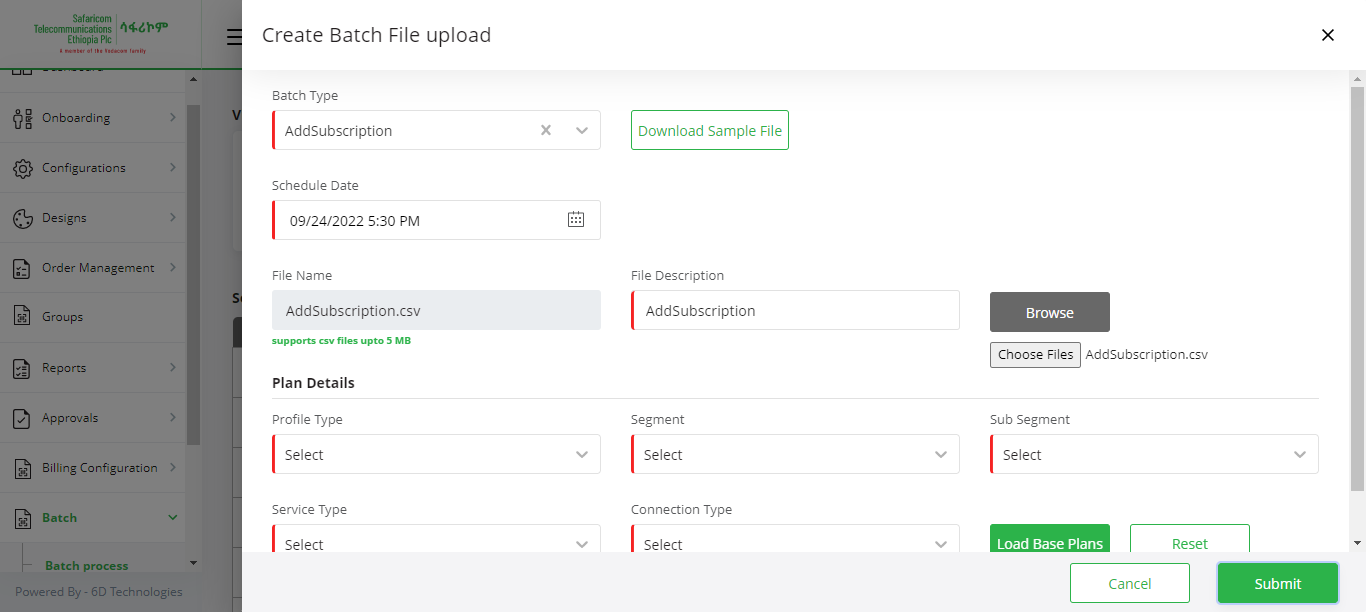 Safaricom
Telecommunications
Ethiopia Plc
ሳፋሪኮም
A member of the Vodacom family
Create Batch File upload
Dashboard
Onboarding
Configurations
Designs
Order Management
Groups
Reports
Approvals
Billing Configuration
Batch
Batch process
Powered By - 6D Technologies
Batch Type
AddSubscription
Download Sample File
Schedule Date
09/24/2022 5:30 PM
File Name
File Description
AddSubscription.csv
AddSubscription
Browse
supports csv files upto 5 MB
Choose Files AddSubscription.csv
Plan Details
Profile Type
Segment
Sub Segment
Select
Select
Select
Service Type
Connection Type
Select
Select
Load Base Plans
Reset
Cancel
Submit